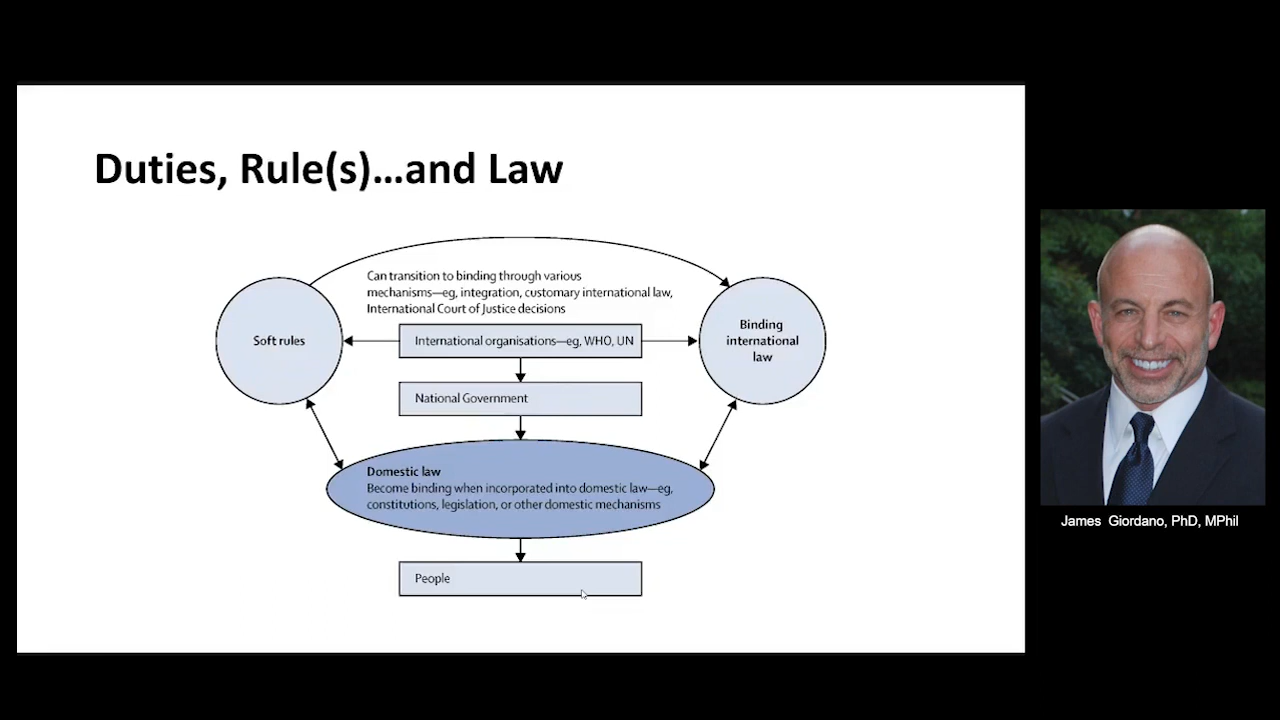 Duties, Rule(s)...and Law
Can transition to binding through various
mechanisms—eg, integration, customary international law,
International Court of Justice decisions
Soft rules
International organisations—eg, WHO, UN
Binding
international
law
National Government
Domestic law
Become binding when incorporated into domestic law—eg,
constitutions, legislation, or other domestic mechanisms
People
James Giordano, PhD, MPhil